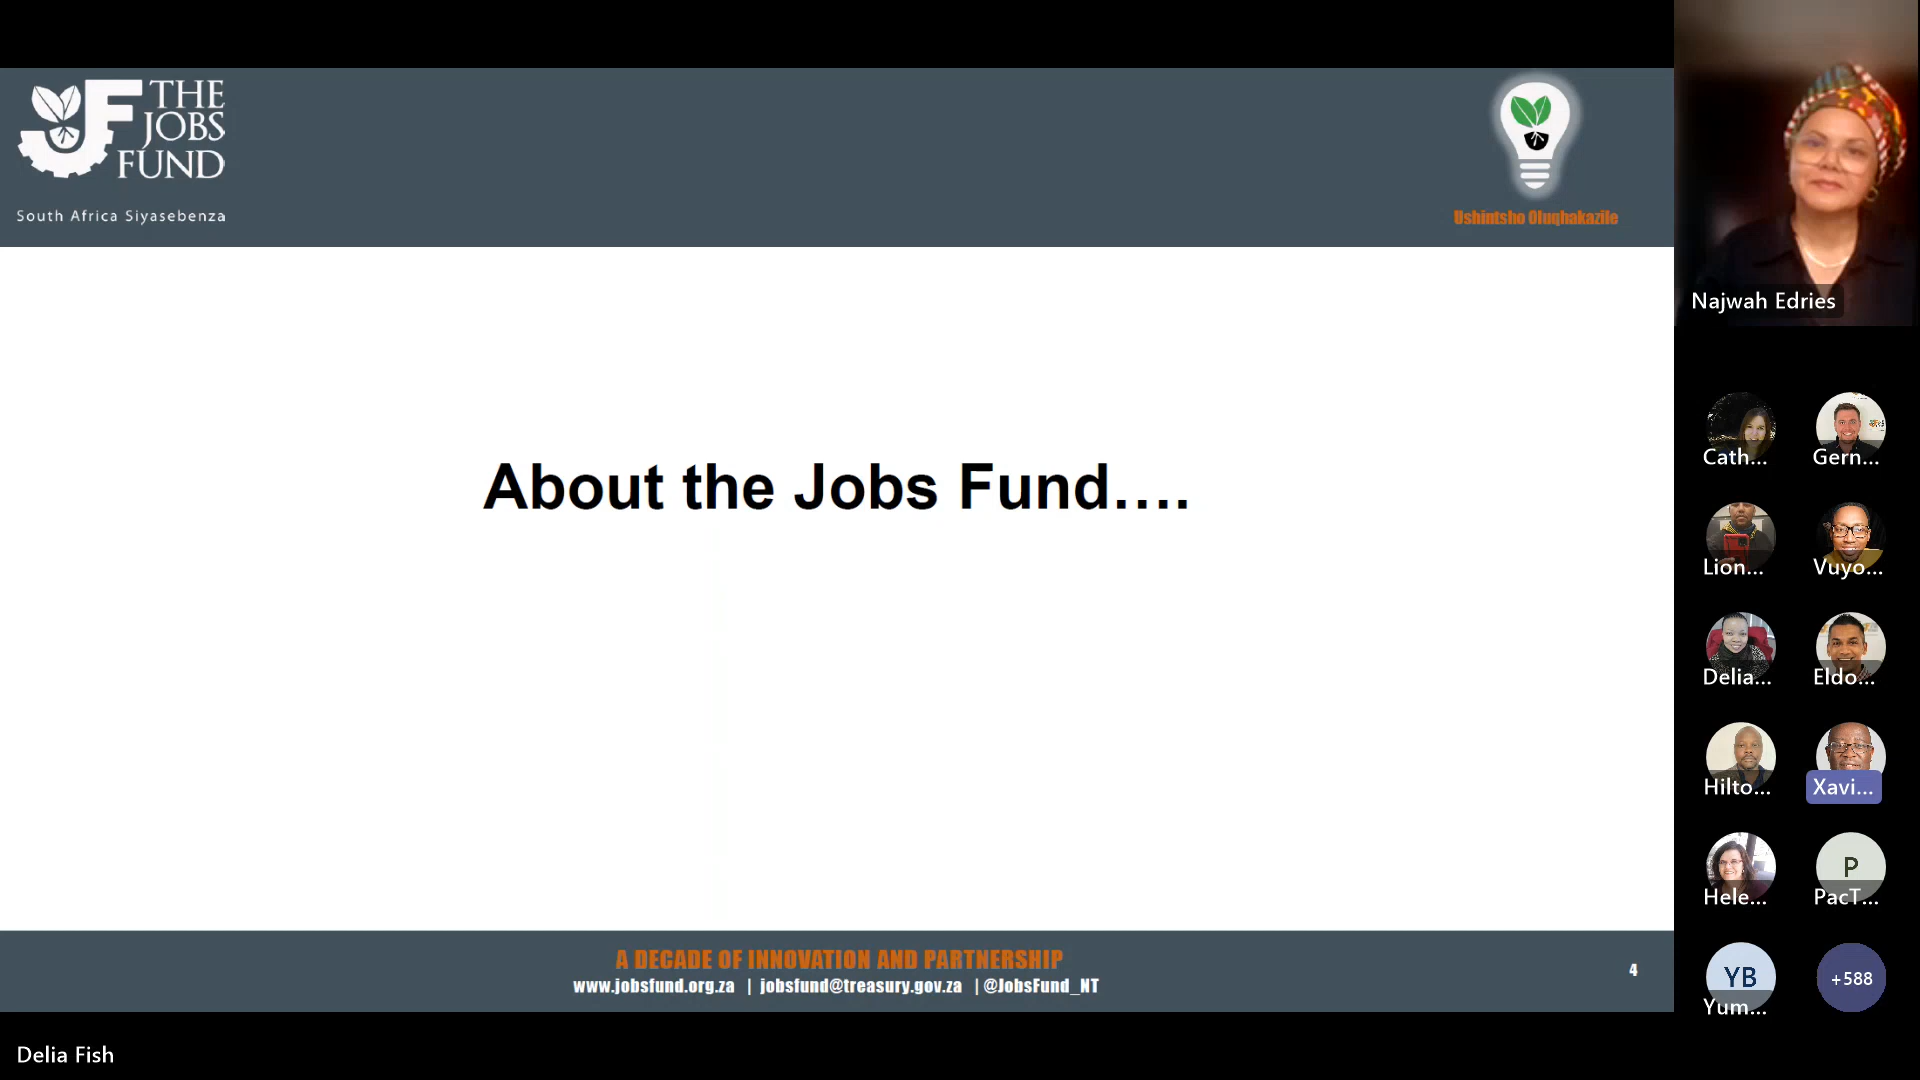 THE
JOBS
FUND
South Africa Siyasebenza
Ushintsho Oluqhakazile
About the Jobs Fund....
A DECADE OF INNOVATION AND PARTNERSHIP
www.jobsfund.org.za | jobsfund@treasury.gov.za | @JobsFund_NT
4
Delia Fish
Najwah Edries
Cath...
Gern...
Lion...
Vuyo...
Delia...
Eldo...
Hilto...
Xavi...
Hele...
P
PacT...
YB
Yum...
+588